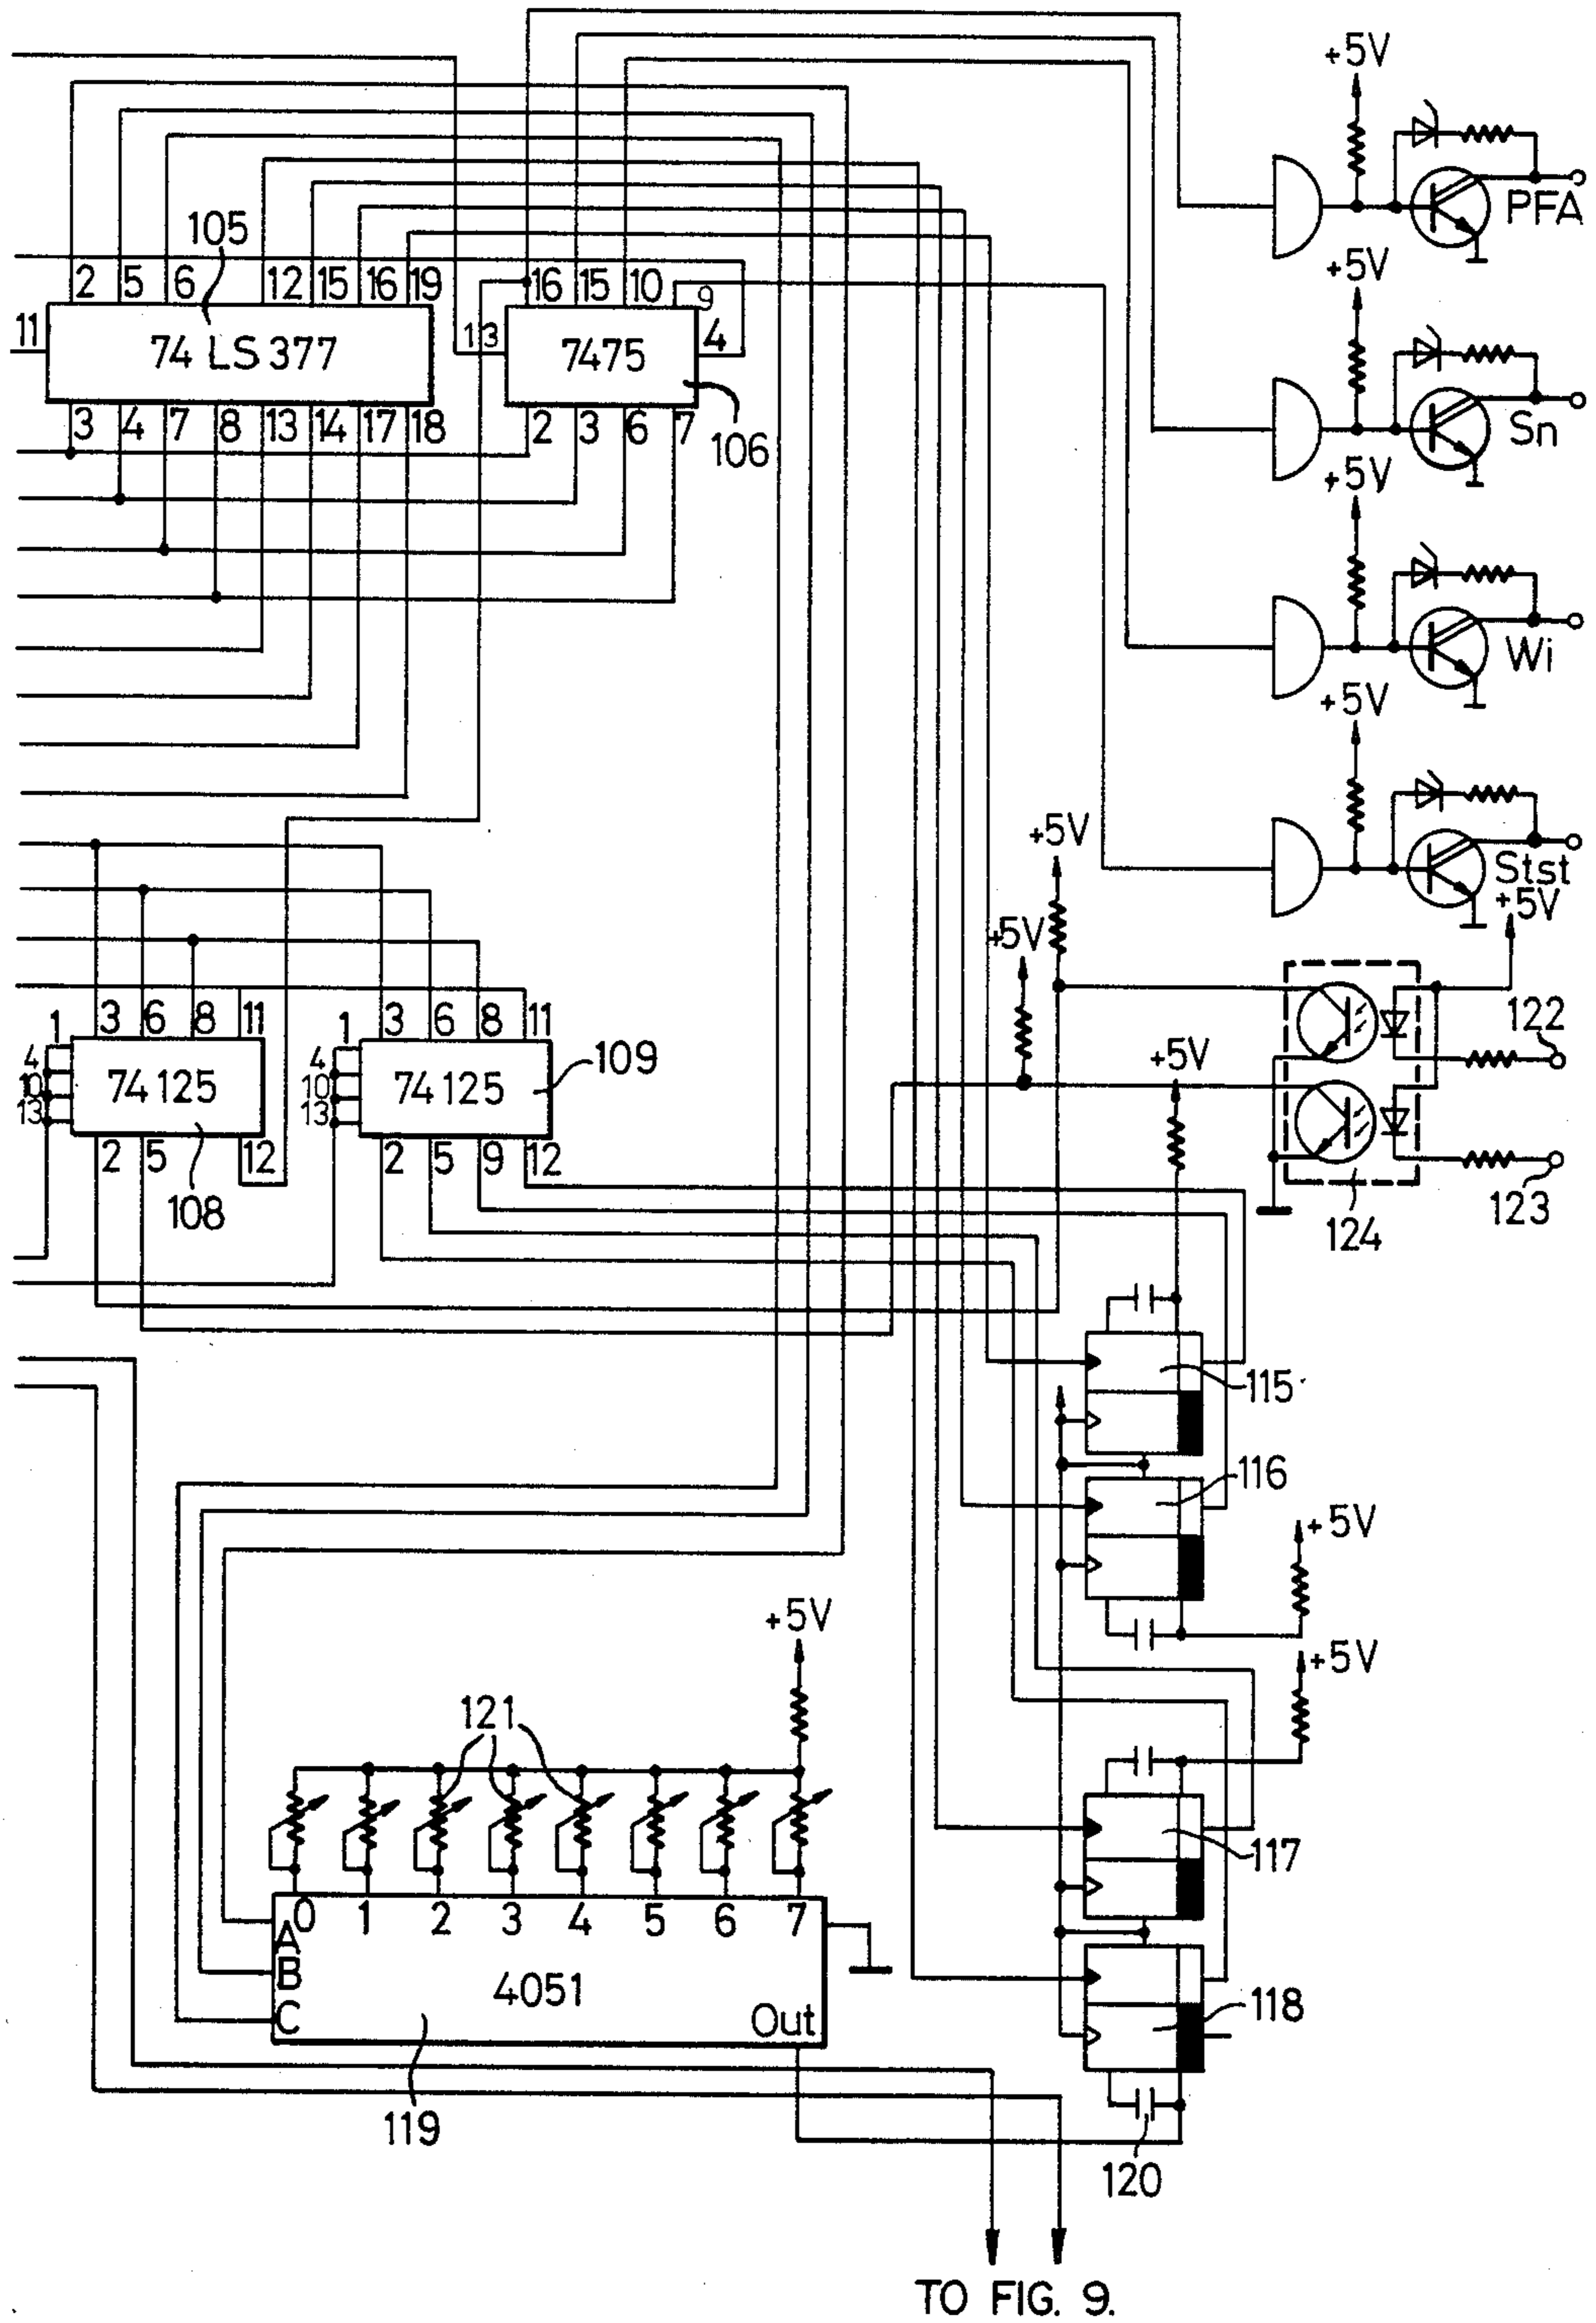 +5V
PFA
105
+5V
2 5 6 12 15 16 19
16 15 10 9
11
74 LS 377
13
7475
4
3 4 7 8 13 14 17 18
2 3 6 7
106
Sn
+5V
Wi
+5V
+5V
Stst
+5V
+5V
3 6 8 11
3 6 8 11
1
4
10
13
74 125
1
4
10
13
74 125
109
+5V
122
2 5 12
2 5 9 12
108
123
124
115
116
+5V
+5V
+5V
121
117
0 1 2 3 4 5 6 7
A
B
C
4051
Out
118
119
120
TO FIG. 9.